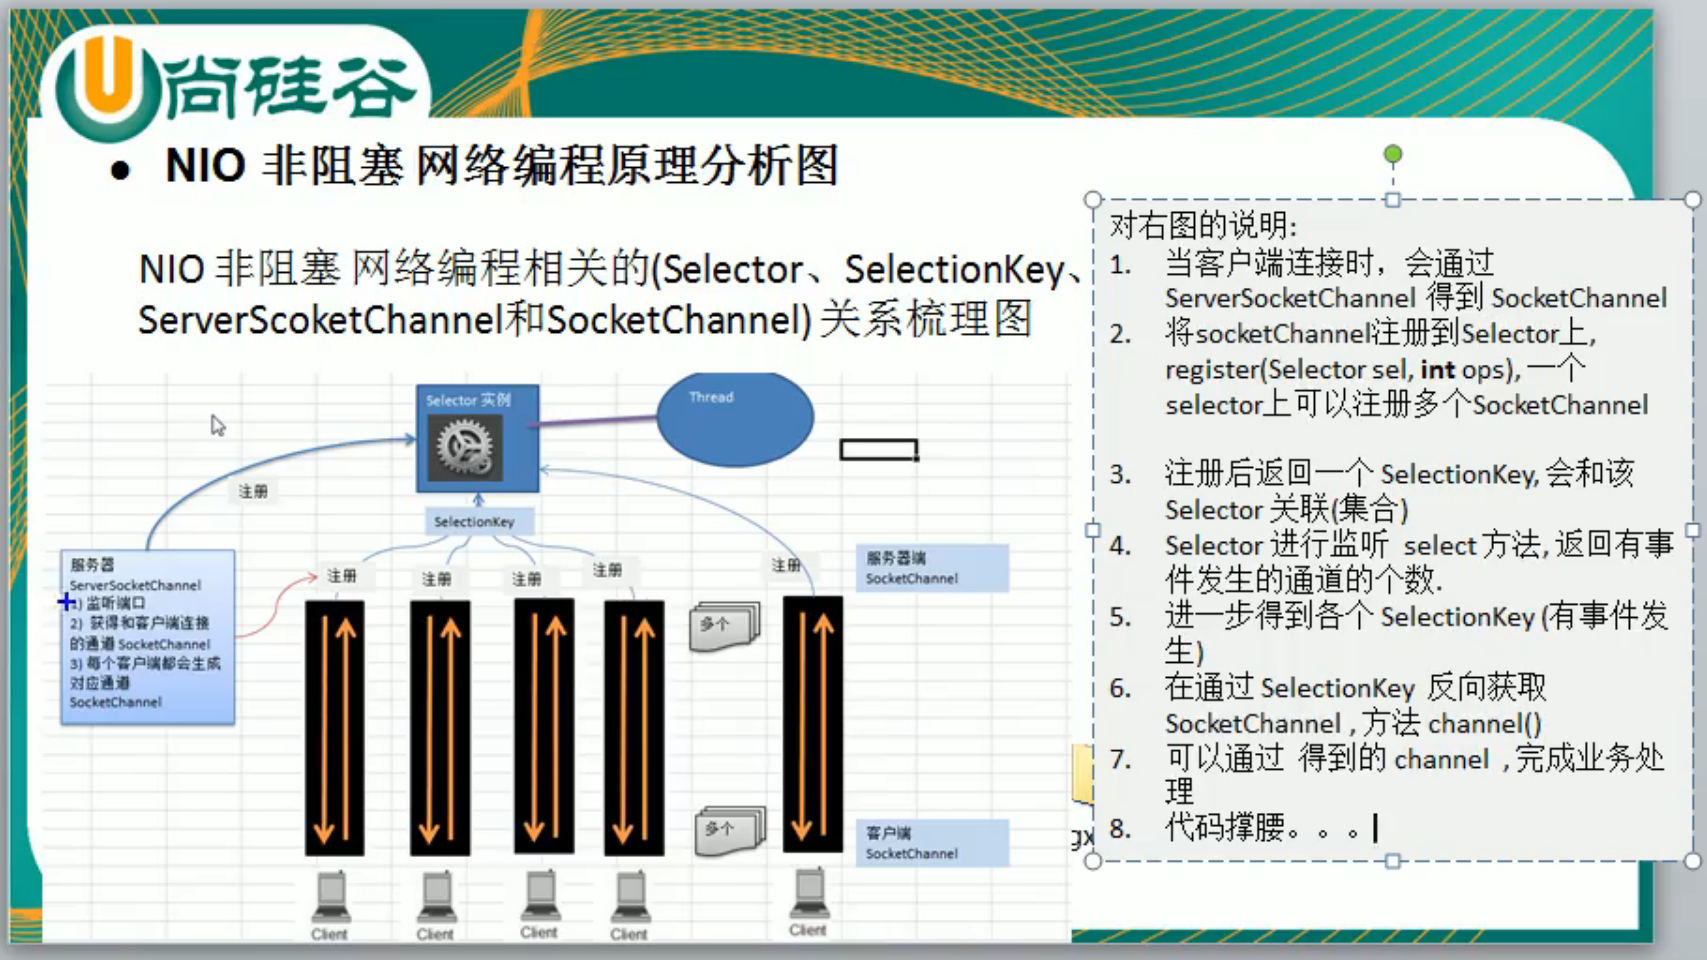 尚硅谷
● NIO 非阻塞 网络编程原理分析图
NIO 非阻塞 网络编程相关的(Selector、SelectionKey、
ServerScoketChannel和SocketChannel) 关系梳理图
Selector 实例
Thread
注册
SelectionKey
服务器
ServerSocketChannel
1) 监听端口
2) 获得和客户端连接
的通道 SocketChannel
3) 每个客户端都会生成
对应通道
SocketChannel
注册
注册
注册
注册
注册
服务器端
SocketChannel
多个
多个
客户端
SocketChannel
Client
Client
Client
Client
Client
对右图的说明:
1. 当客户端连接时，会通过
ServerSocketChannel 得到 SocketChannel
2. 将socketChannel注册到Selector上,
register(Selector sel, int ops), 一个
selector上可以注册多个SocketChannel
3. 注册后返回一个 SelectionKey, 会和该
Selector 关联(集合)
4. Selector 进行监听 select 方法, 返回有事
件发生的通道的个数.
5. 进一步得到各个 SelectionKey (有事件发
生)
6. 在通过 SelectionKey 反向获取
SocketChannel , 方法 channel()
7. 可以通过 得到的 channel , 完成业务处
理
8. 代码撑腰。。。